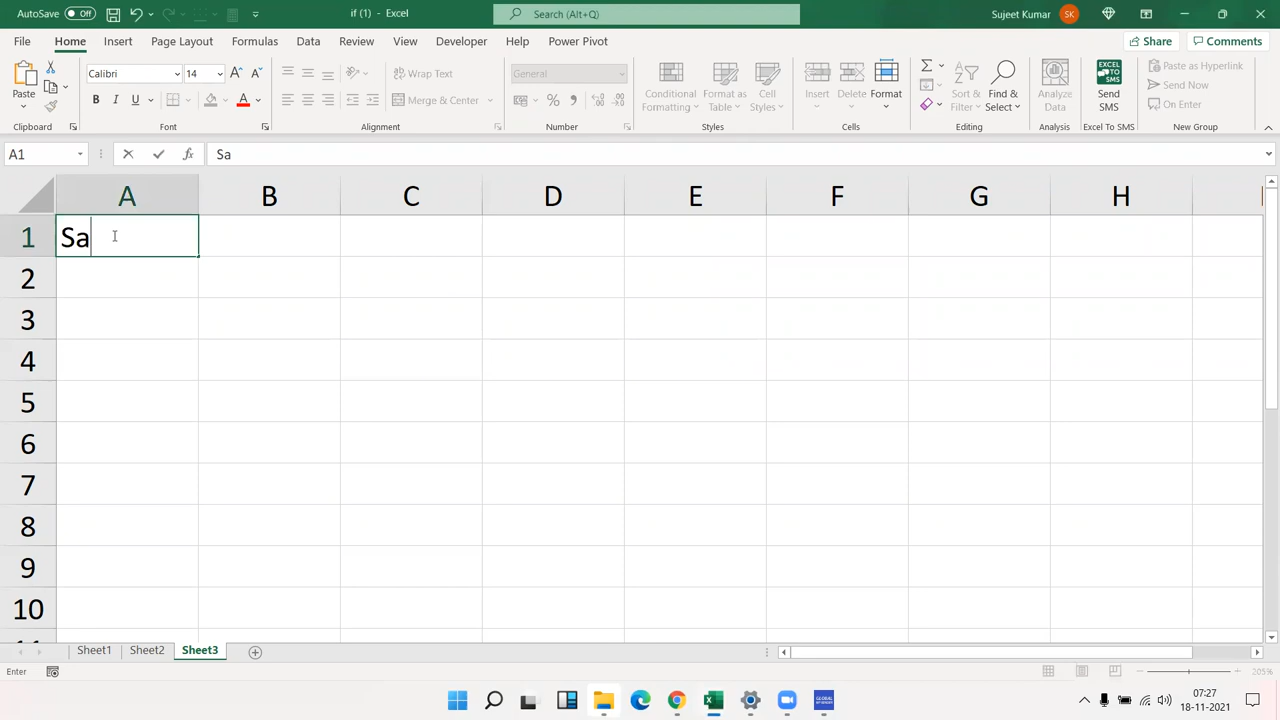 AutoSave Off if (1) - Excel Search (Alt+Q) Sujeet Kumar SK
File Home Insert Page Layout Formulas Data Review View Developer Help Power Pivot Share Comments
Paste Calibri 14 Wrap Text General Conditional Formatting Format as Table Cell Styles Insert Delete Format Sort & Filter Find & Select Analyze Data Send SMS Paste as Hyperlink
Send Now
B I U Merge & Center On Enter
Clipboard Font Alignment Number Styles Cells Editing Analysis Excel To SMS New Group
A1 fx Sa
A B C D E F G H
1 Sa
2
3
4
5
6
7
8
9
10
Sheet1 Sheet2 Sheet3
Enter 205%
07:27
18-11-2021